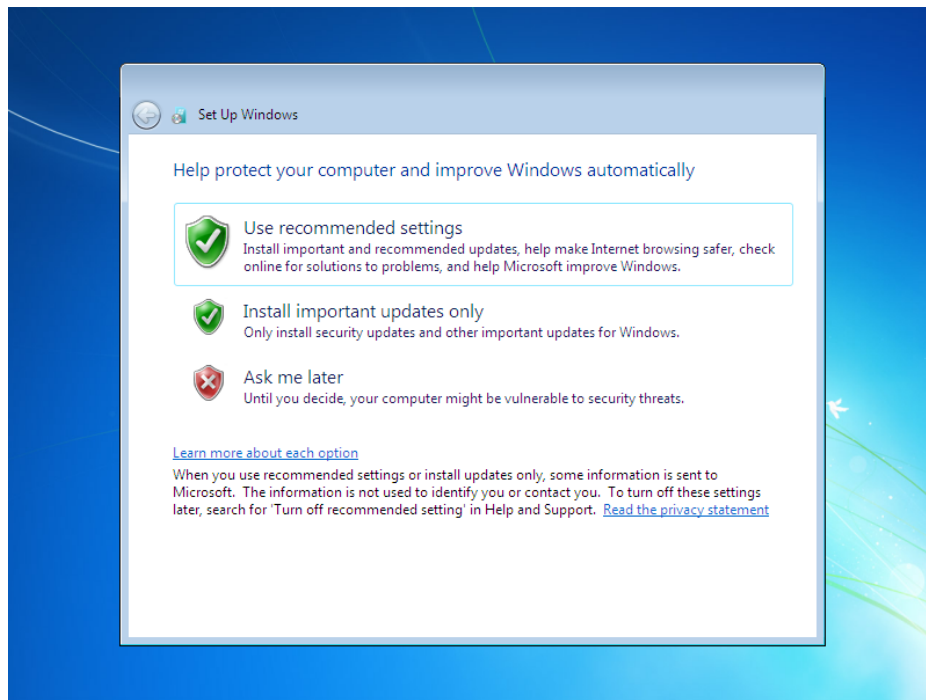 Set Up Windows
Help protect your computer and improve Windows automatically
Use recommended settings
Install important and recommended updates, help make Internet browsing safer, check
online for solutions to problems, and help Microsoft improve Windows.
Install important updates only
Only install security updates and other important updates for Windows.
Ask me later
Until you decide, your computer might be vulnerable to security threats.
Learn more about each option
When you use recommended settings or install updates only, some information is sent to
Microsoft. The information is not used to identify you or contact you. To turn off these settings
later, search for 'Turn off recommended setting' in Help and Support. Read the privacy statement